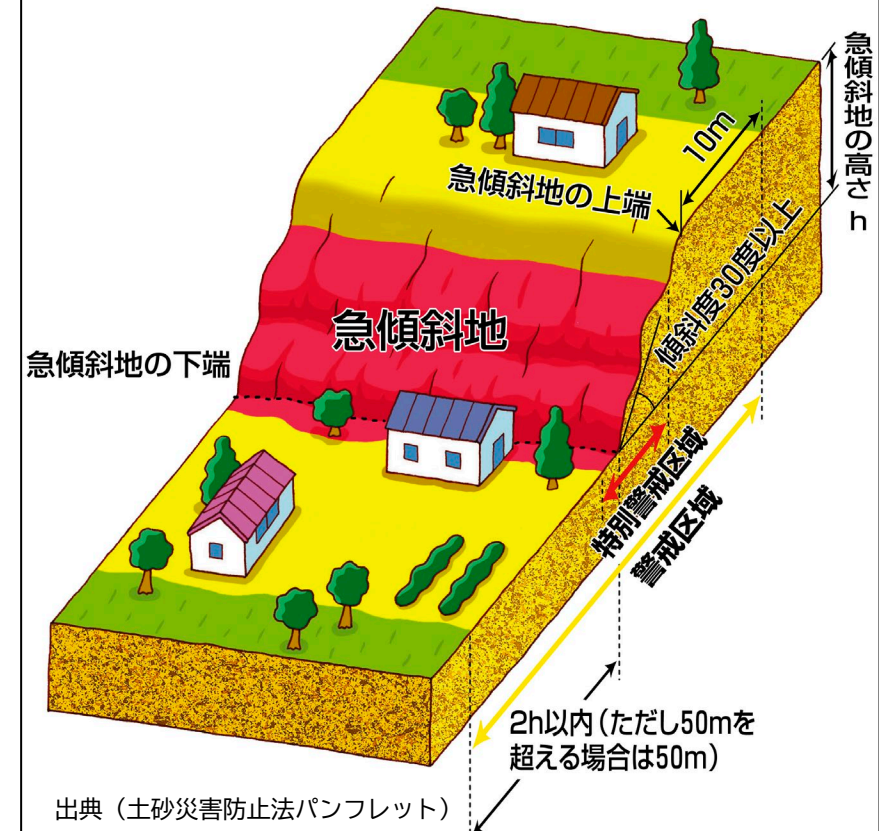 急傾斜地の高さ h
10m
急傾斜地の上端
傾斜度30度以上
急傾斜地
急傾斜地の下端
特別警戒区域
警戒区域
2h以内(ただし50mを
超える場合は50m)
出典（土砂災害防止法パンフレット）